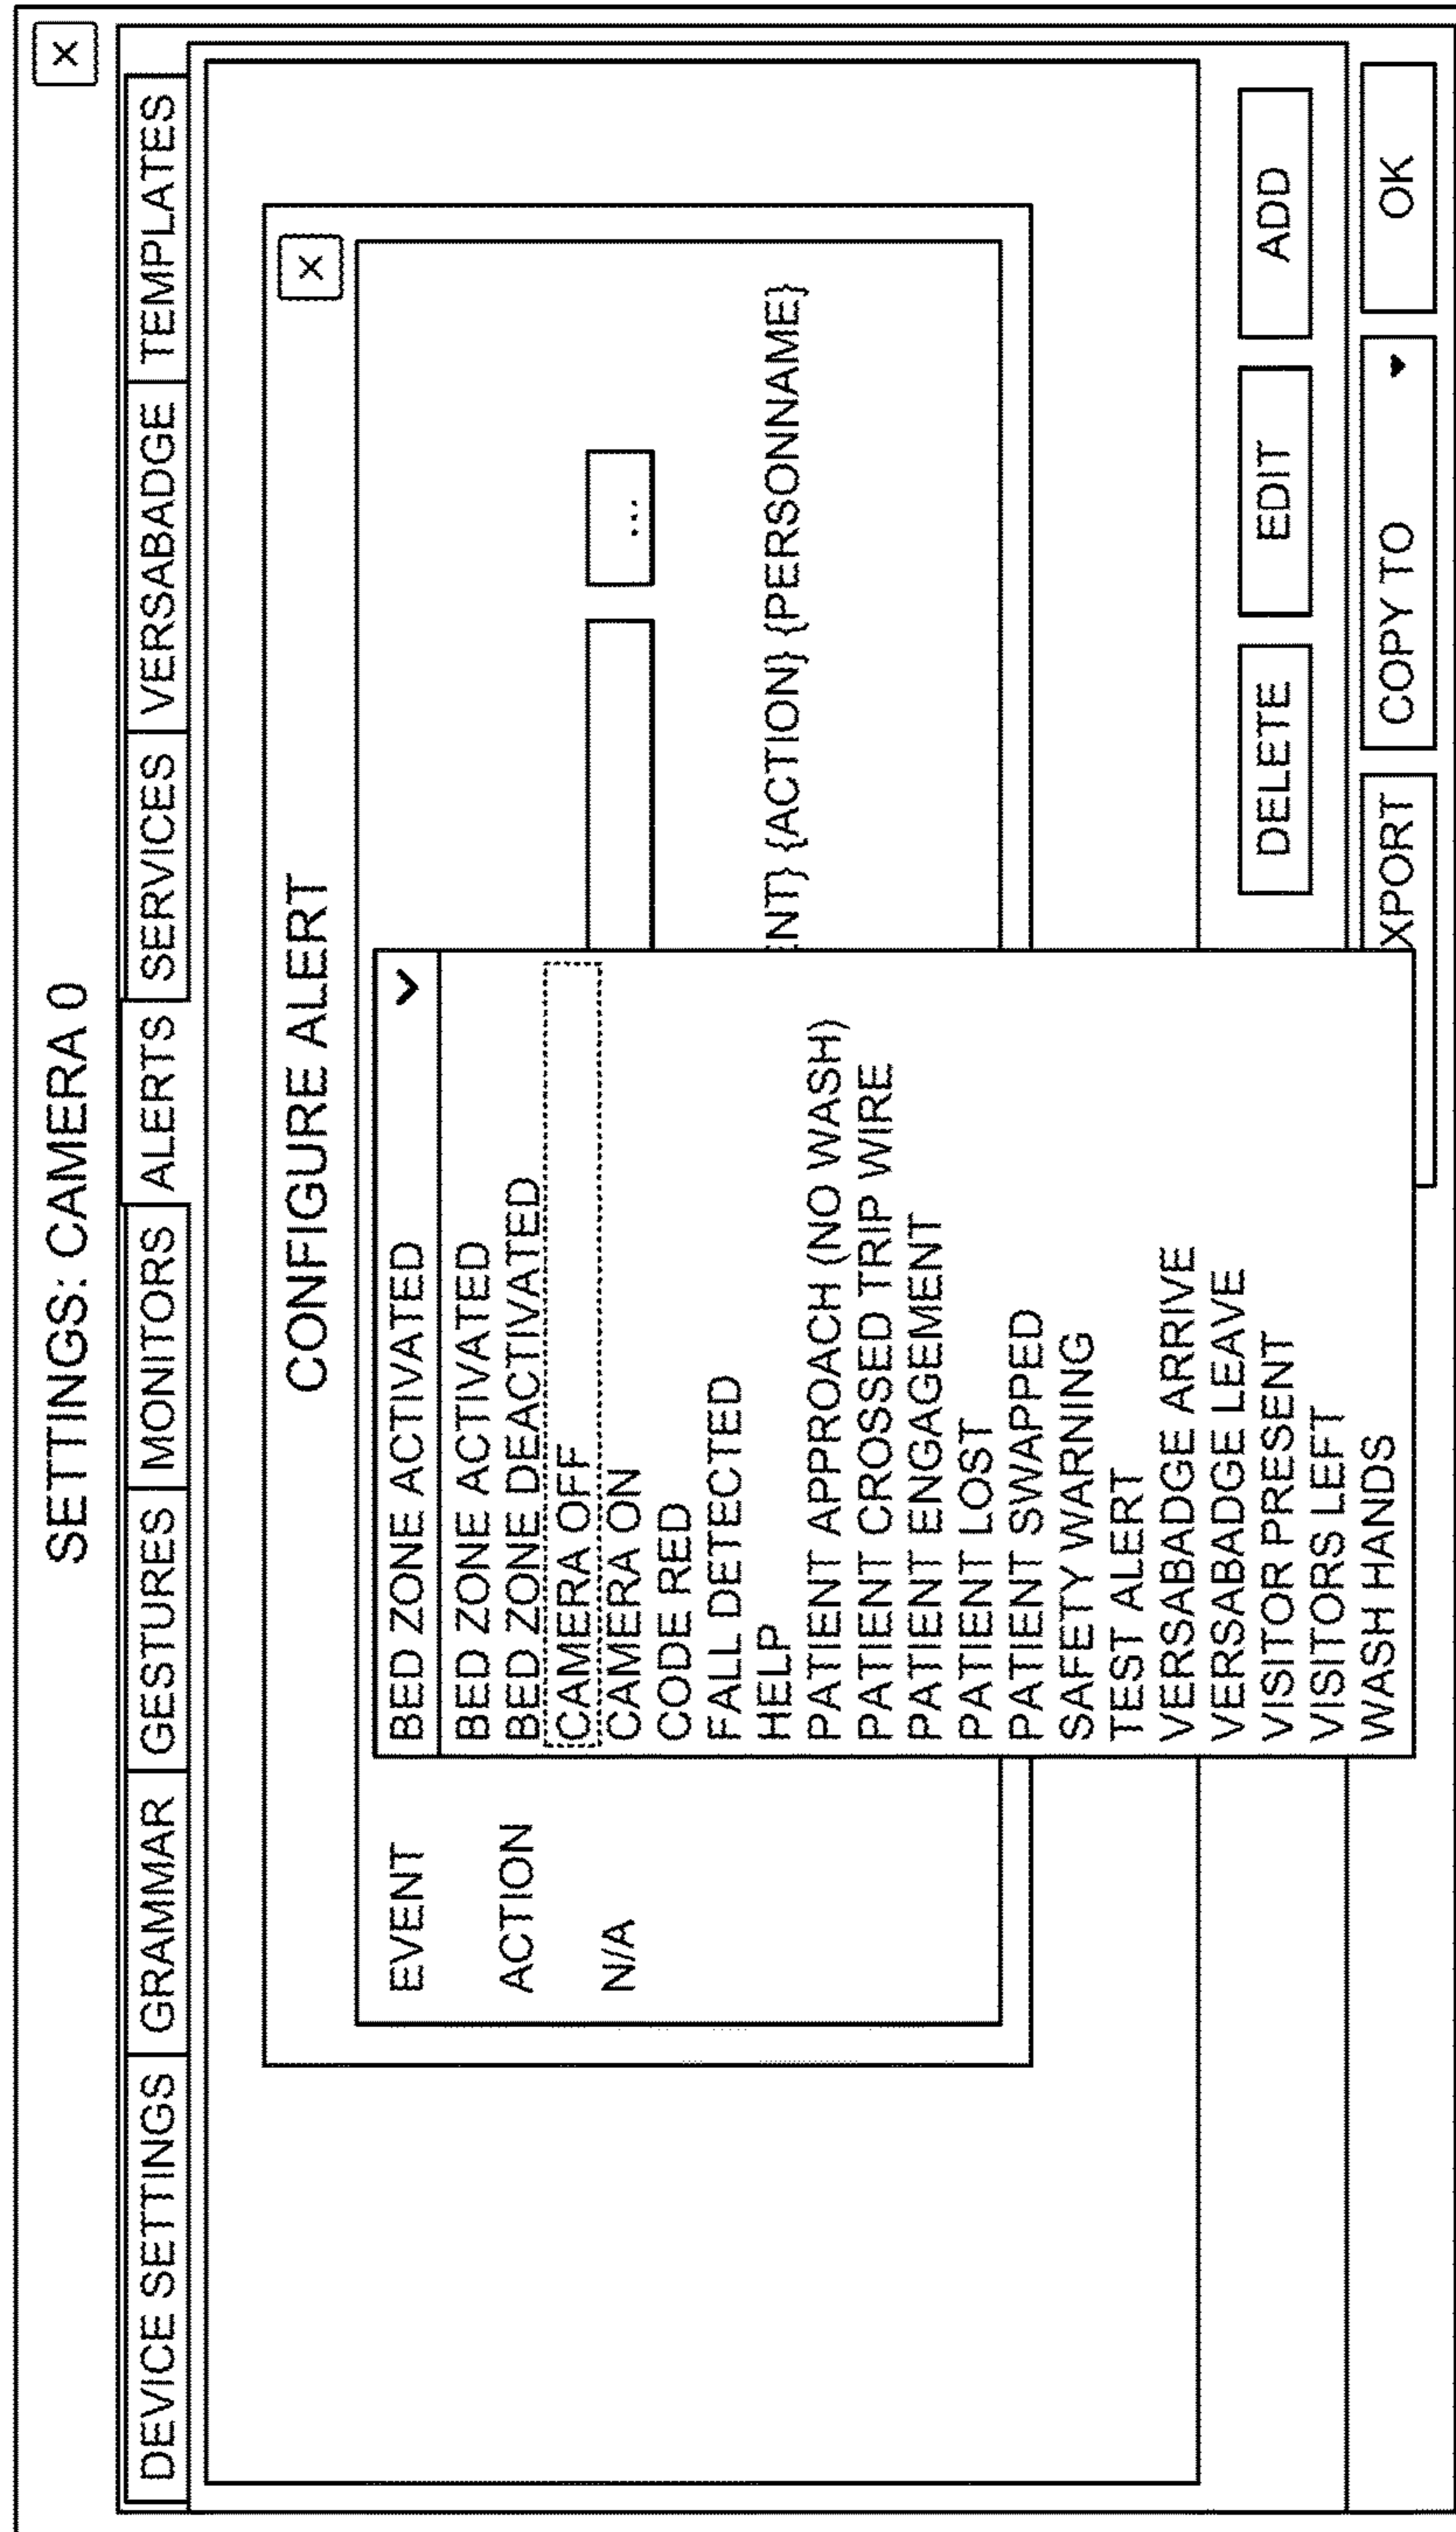 SETTINGS: CAMERA 0
X
DEVICE SETTINGS GRAMMAR GESTURES MONITORS ALERTS SERVICES VERSABADGE TEMPLATES
CONFIGURE ALERT
X
EVENT
BED ZONE ACTIVATED
ACTION
N/A
BED ZONE ACTIVATED
BED ZONE DEACTIVATED
CAMERA OFF
CAMERA ON
CODE RED
FALL DETECTED
HELP
PATIENT APPROACH (NO WASH)
PATIENT CROSSED TRIP WIRE
PATIENT ENGAGEMENT
PATIENT LOST
PATIENT SWAPPED
SAFETY WARNING
TEST ALERT
VERSABADGE ARRIVE
VERSABADGE LEAVE
VISITOR PRESENT
VISITORS LEFT
WASH HANDS
...
NT} {ACTION} {PERSONNAME}
DELETE EDIT ADD
XPORT COPY TO OK